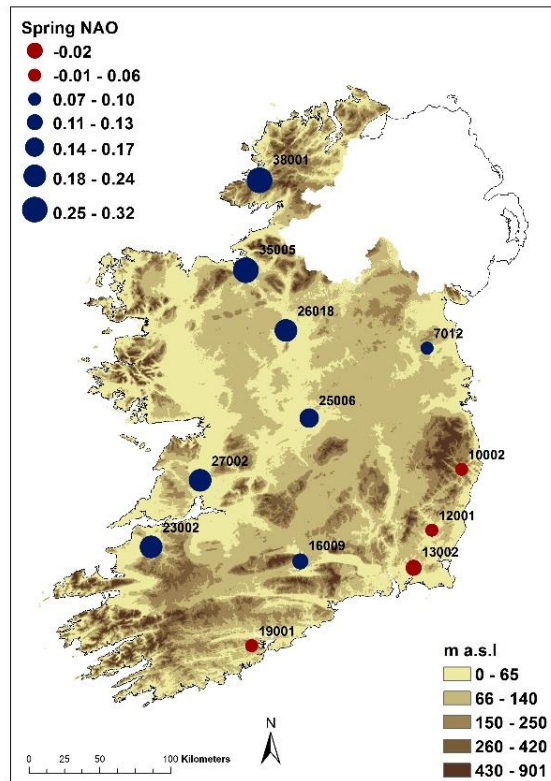 Spring NAO
-0.02
-0.01 - 0.06
0.07 - 0.10
0.11 - 0.13
0.14 - 0.17
0.18 - 0.24
0.25 - 0.32
38001
35005
26018
7012
25006
10002
27002
12001
23002
16009
13002
19001
m a.s.l
0 - 65
66 - 140
150 - 250
260 - 420
430 - 901
N
0 25 50 100 Kilometers